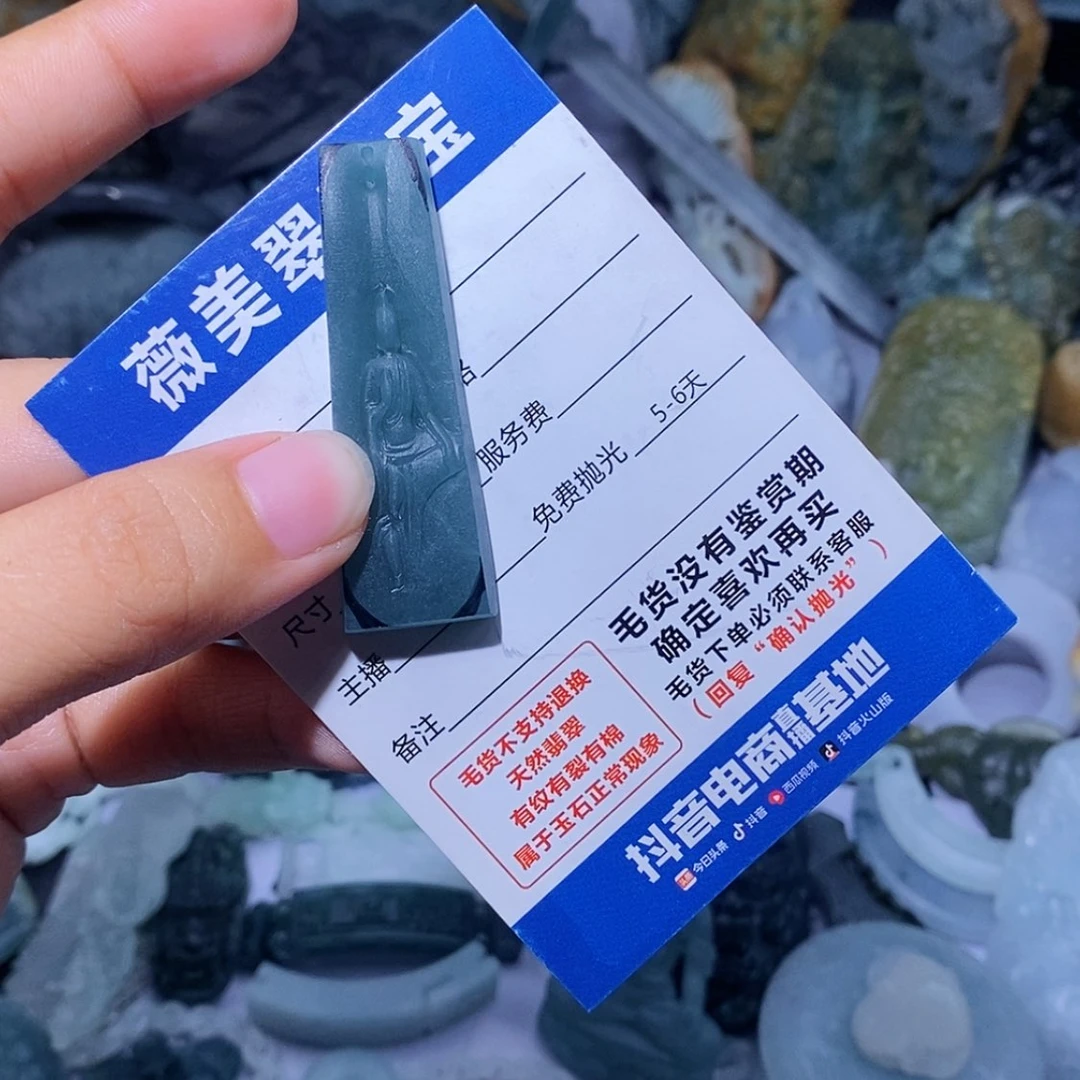 薇美翠宝
格
服务费
免费抛光 5-6天
尺寸
主播
备注
毛货没有鉴赏期
确定喜欢再买
毛货下单必须联系客服
（回复“确认抛光”）
毛货不支持退换
天然翡翠
有纹有裂有棉
属于玉石正常现象
抖音电商直播基地
今日头条 抖音 西瓜视频 抖音火山版